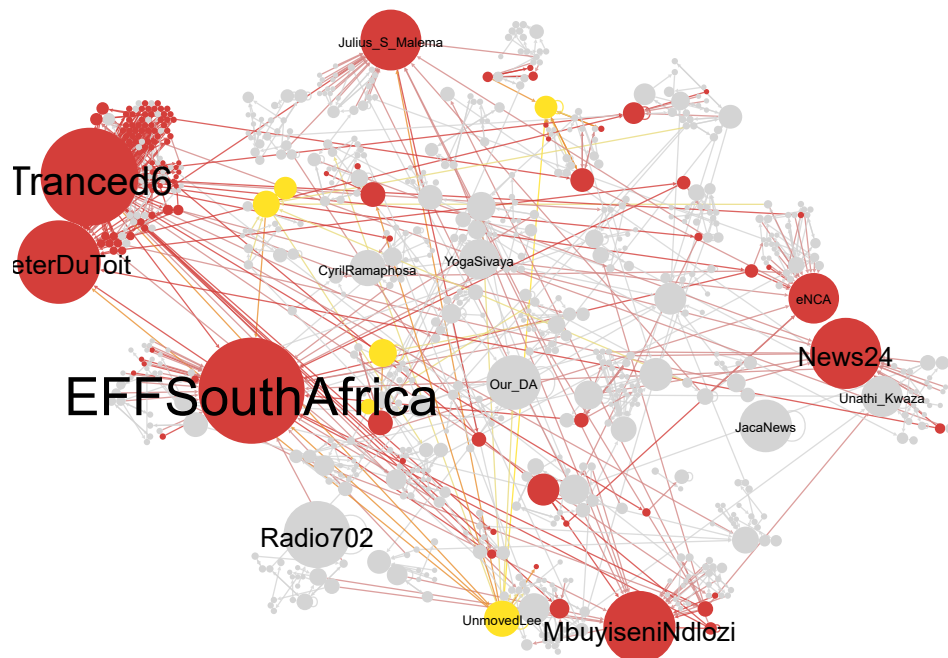 Julius_S_Malema
Tranced6
eterDuToit
CyrilRamaphosa
YogaSivaya
eNCA
News24
EFFSouthAfrica
Our_DA
Unathi_Kwaza
JacaNews
Radio702
UnmovedLee
MbuyiseniNdlozi